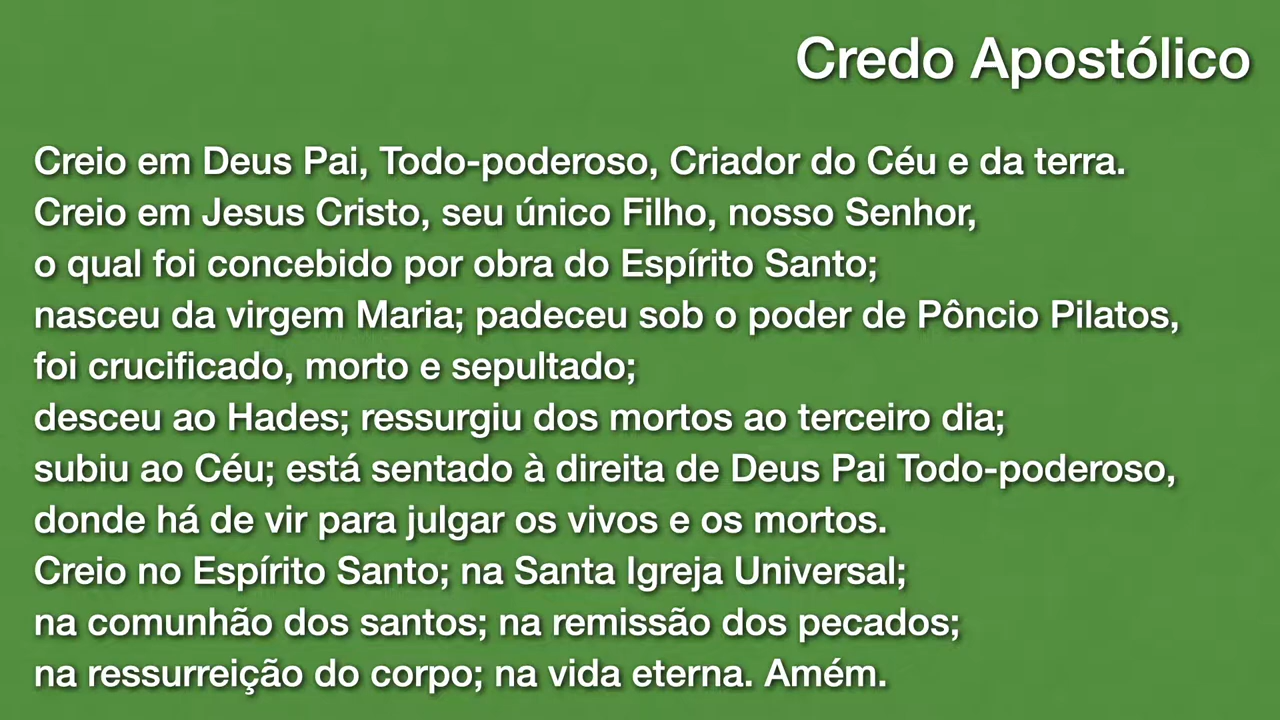 Credo Apostólico
Creio em Deus Pai, Todo-poderoso, Criador do Céu e da terra.
Creio em Jesus Cristo, seu único Filho, nosso Senhor,
o qual foi concebido por obra do Espírito Santo;
nasceu da virgem Maria; padeceu sob o poder de Pôncio Pilatos,
foi crucificado, morto e sepultado;
desceu ao Hades; ressurgiu dos mortos ao terceiro dia;
subiu ao Céu; está sentado à direita de Deus Pai Todo-poderoso,
donde há de vir para julgar os vivos e os mortos.
Creio no Espírito Santo; na Santa Igreja Universal;
na comunhão dos santos; na remissão dos pecados;
na ressurreição do corpo; na vida eterna. Amém.